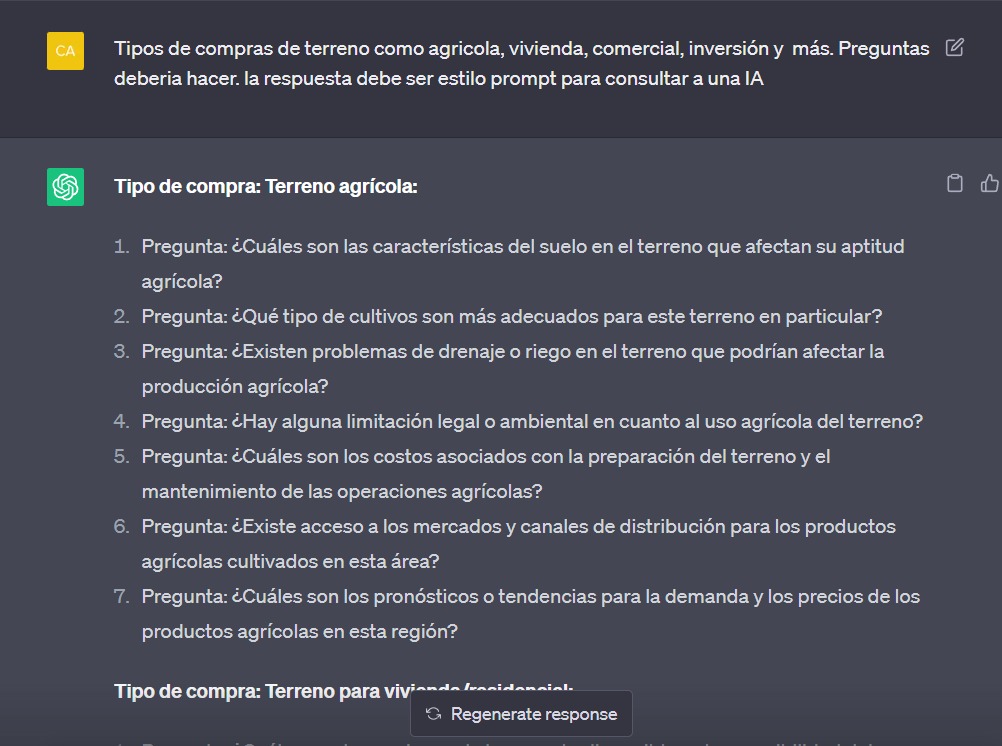 CA
Tipos de compras de terreno como agricola, vivienda, comercial, inversión y más. Preguntas
deberia hacer. la respuesta debe ser estilo prompt para consultar a una IA
Tipo de compra: Terreno agrícola:
1. Pregunta: ¿Cuáles son las características del suelo en el terreno que afectan su aptitud
agrícola?
2. Pregunta: ¿Qué tipo de cultivos son más adecuados para este terreno en particular?
3. Pregunta: ¿Existen problemas de drenaje o riego en el terreno que podrían afectar la
producción agrícola?
4. Pregunta: ¿Hay alguna limitación legal o ambiental en cuanto al uso agrícola del terreno?
5. Pregunta: ¿Cuáles son los costos asociados con la preparación del terreno y el
mantenimiento de las operaciones agrícolas?
6. Pregunta: ¿Existe acceso a los mercados y canales de distribución para los productos
agrícolas cultivados en esta área?
7. Pregunta: ¿Cuáles son los pronósticos o tendencias para la demanda y los precios de los
productos agrícolas en esta región?
Tipo de compra: Terreno para vivienda/residencial:
Regenerate response